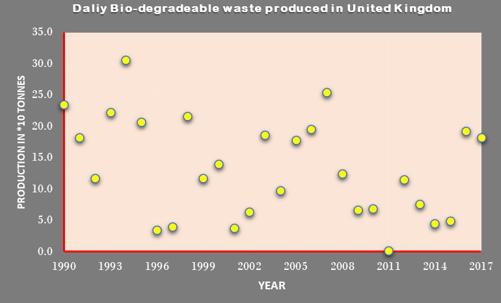 Daliy Bio-degradeable waste produced in United Kingdom
PRODUCTION IN *10 TONNES
35.0
30.0
25.0
20.0
15.0
10.0
5.0
0.0
1990 1993 1996 1999 2002 2005 2008 2011 2014 2017
YEAR